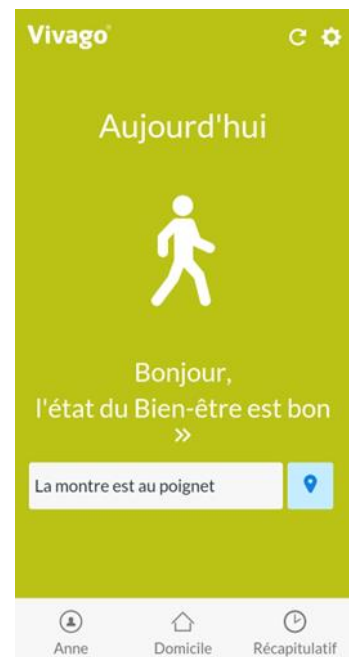 Vivago
Aujourd'hui
Bonjour,
l'état du Bien-être est bon
»
La montre est au poignet
Anne
Domicile
Récapitulatif